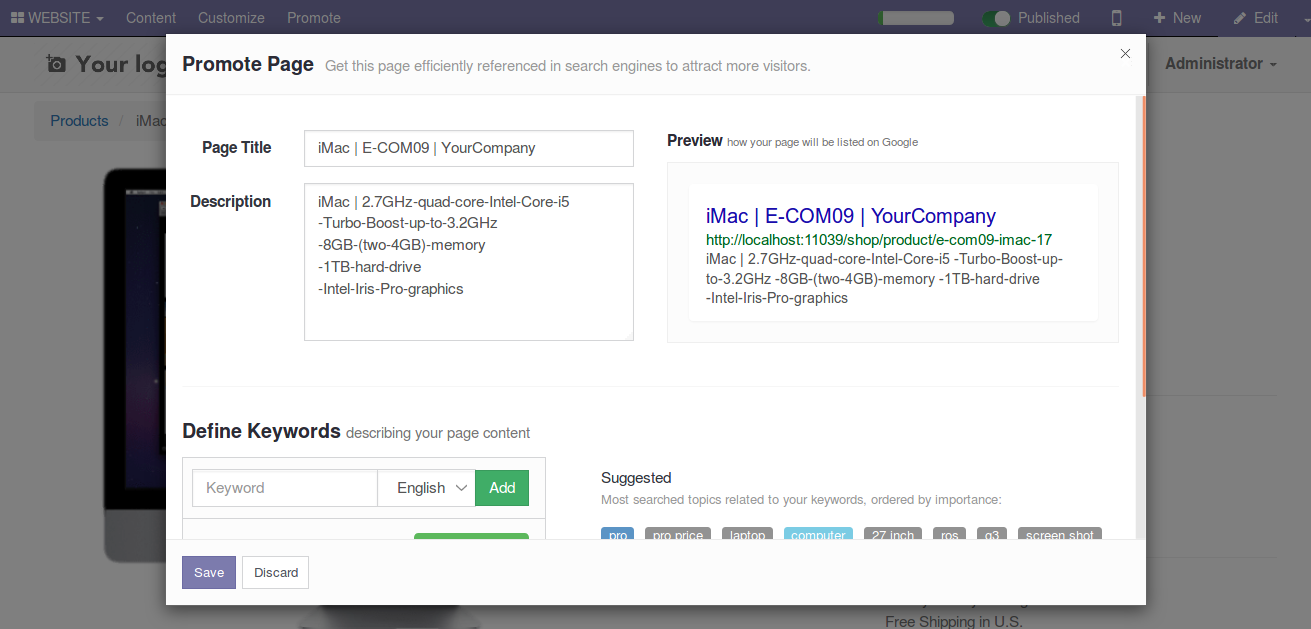 WEBSITE Content Customize Promote Published New Edit
Your log
Administrator
Products / iMac
Promote Page Get this page efficiently referenced in search engines to attract more visitors.
Page Title
iMac | E-COM09 | YourCompany
Description
iMac | 2.7GHz-quad-core-Intel-Core-i5
-Turbo-Boost-up-to-3.2GHz
-8GB-(two-4GB)-memory
-1TB-hard-drive
-Intel-Iris-Pro-graphics
Preview how your page will be listed on Google
iMac | E-COM09 | YourCompany
http://localhost:11039/shop/product/e-com09-imac-17
iMac | 2.7GHz-quad-core-Intel-Core-i5 -Turbo-Boost-up-
to-3.2GHz -8GB-(two-4GB)-memory -1TB-hard-drive
-Intel-Iris-Pro-graphics
Define Keywords describing your page content
Keyword English Add
Suggested
Most searched topics related to your keywords, ordered by importance:
pro pro price laptop computer 27 inch ros g3 screen shot
Save Discard
Free Shipping in U.S.